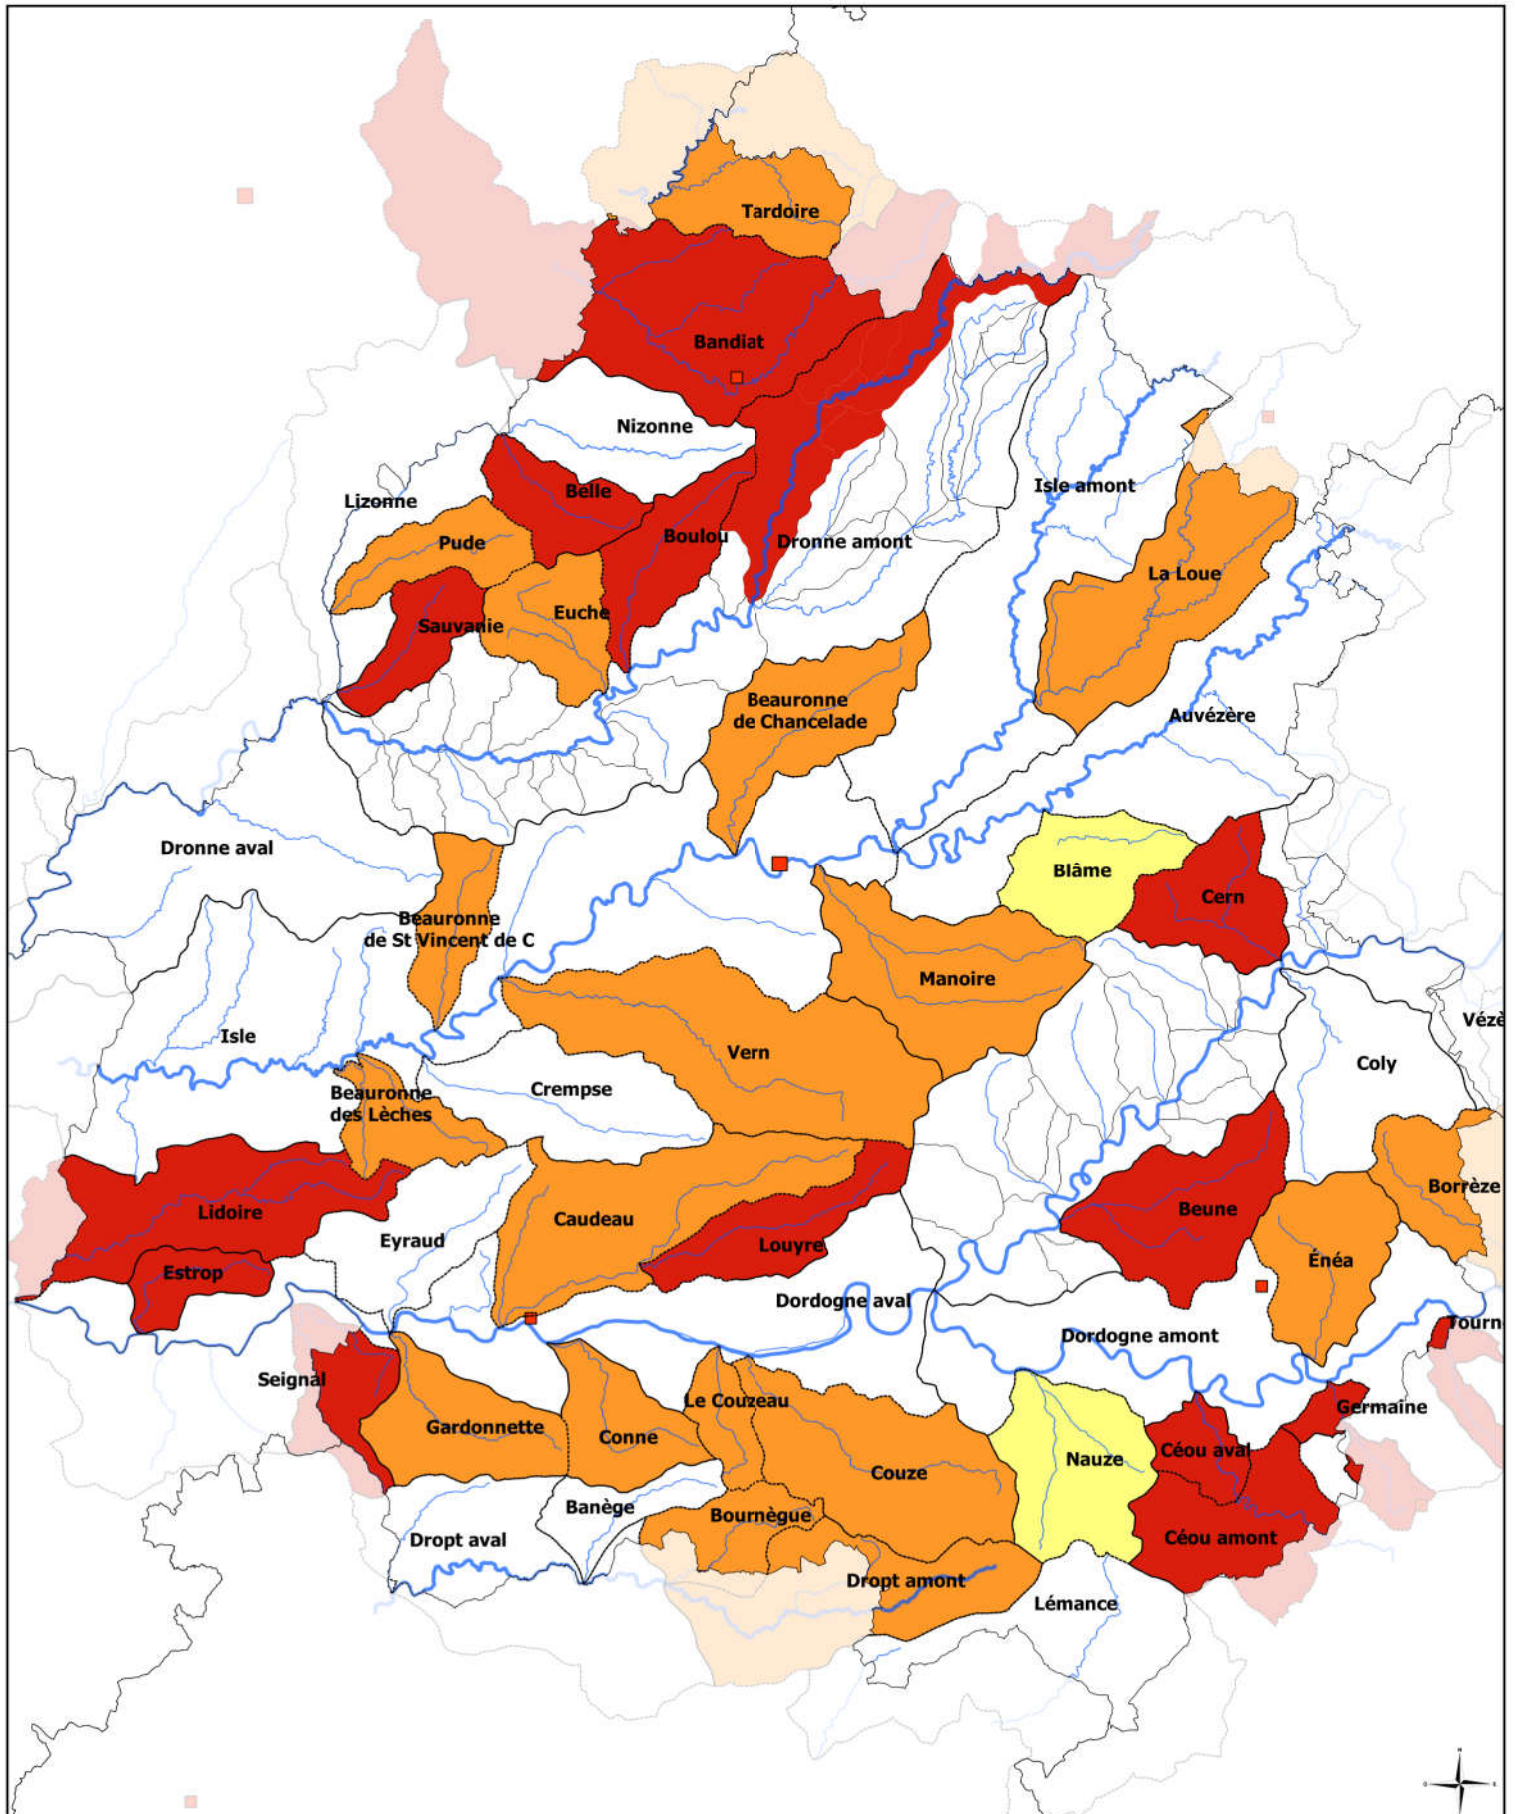 Tardoire
Bandiat
Nizonne
Isle amont
Belle
Lizonne
Boulou
Pude
Dronne amont
La Loue
Euche
Sauvanie
Beauronne
de Chancelade
Auvézère
Dronne aval
Blâme
Cern
Beauronne
de St Vincent de C
Manoire
Vézè
Isle
Vern
Coly
Crempse
Beauronne
des Lèches
Borrèze
Beune
Lidoire
Caudeau
Eyraud
Louyre
Énéa
Estrop
Dordogne aval
Tourn
Dordogne amont
Seignal
Le Couzeau
Germaine
Gardonnette
Conne
Céou aval
Nauze
Couze
Banège
Bournègue
Dropt aval
Céou amont
Dropt amont
Lémance